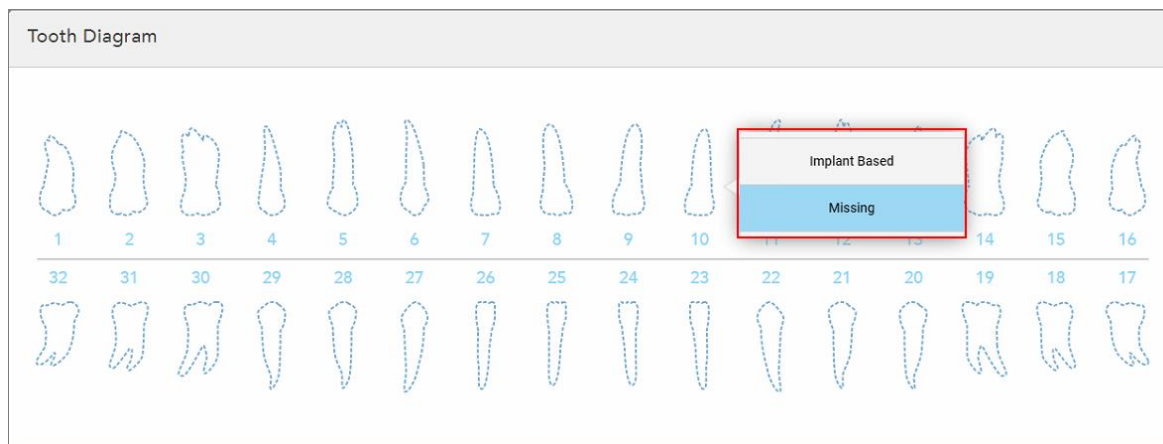 Tooth Diagram
Implant Based
Missing
1 2 3 4 5 6 7 8 9 10 11 12 13 14 15 16
32 31 30 29 28 27 26 25 24 23 22 21 20 19 18 17